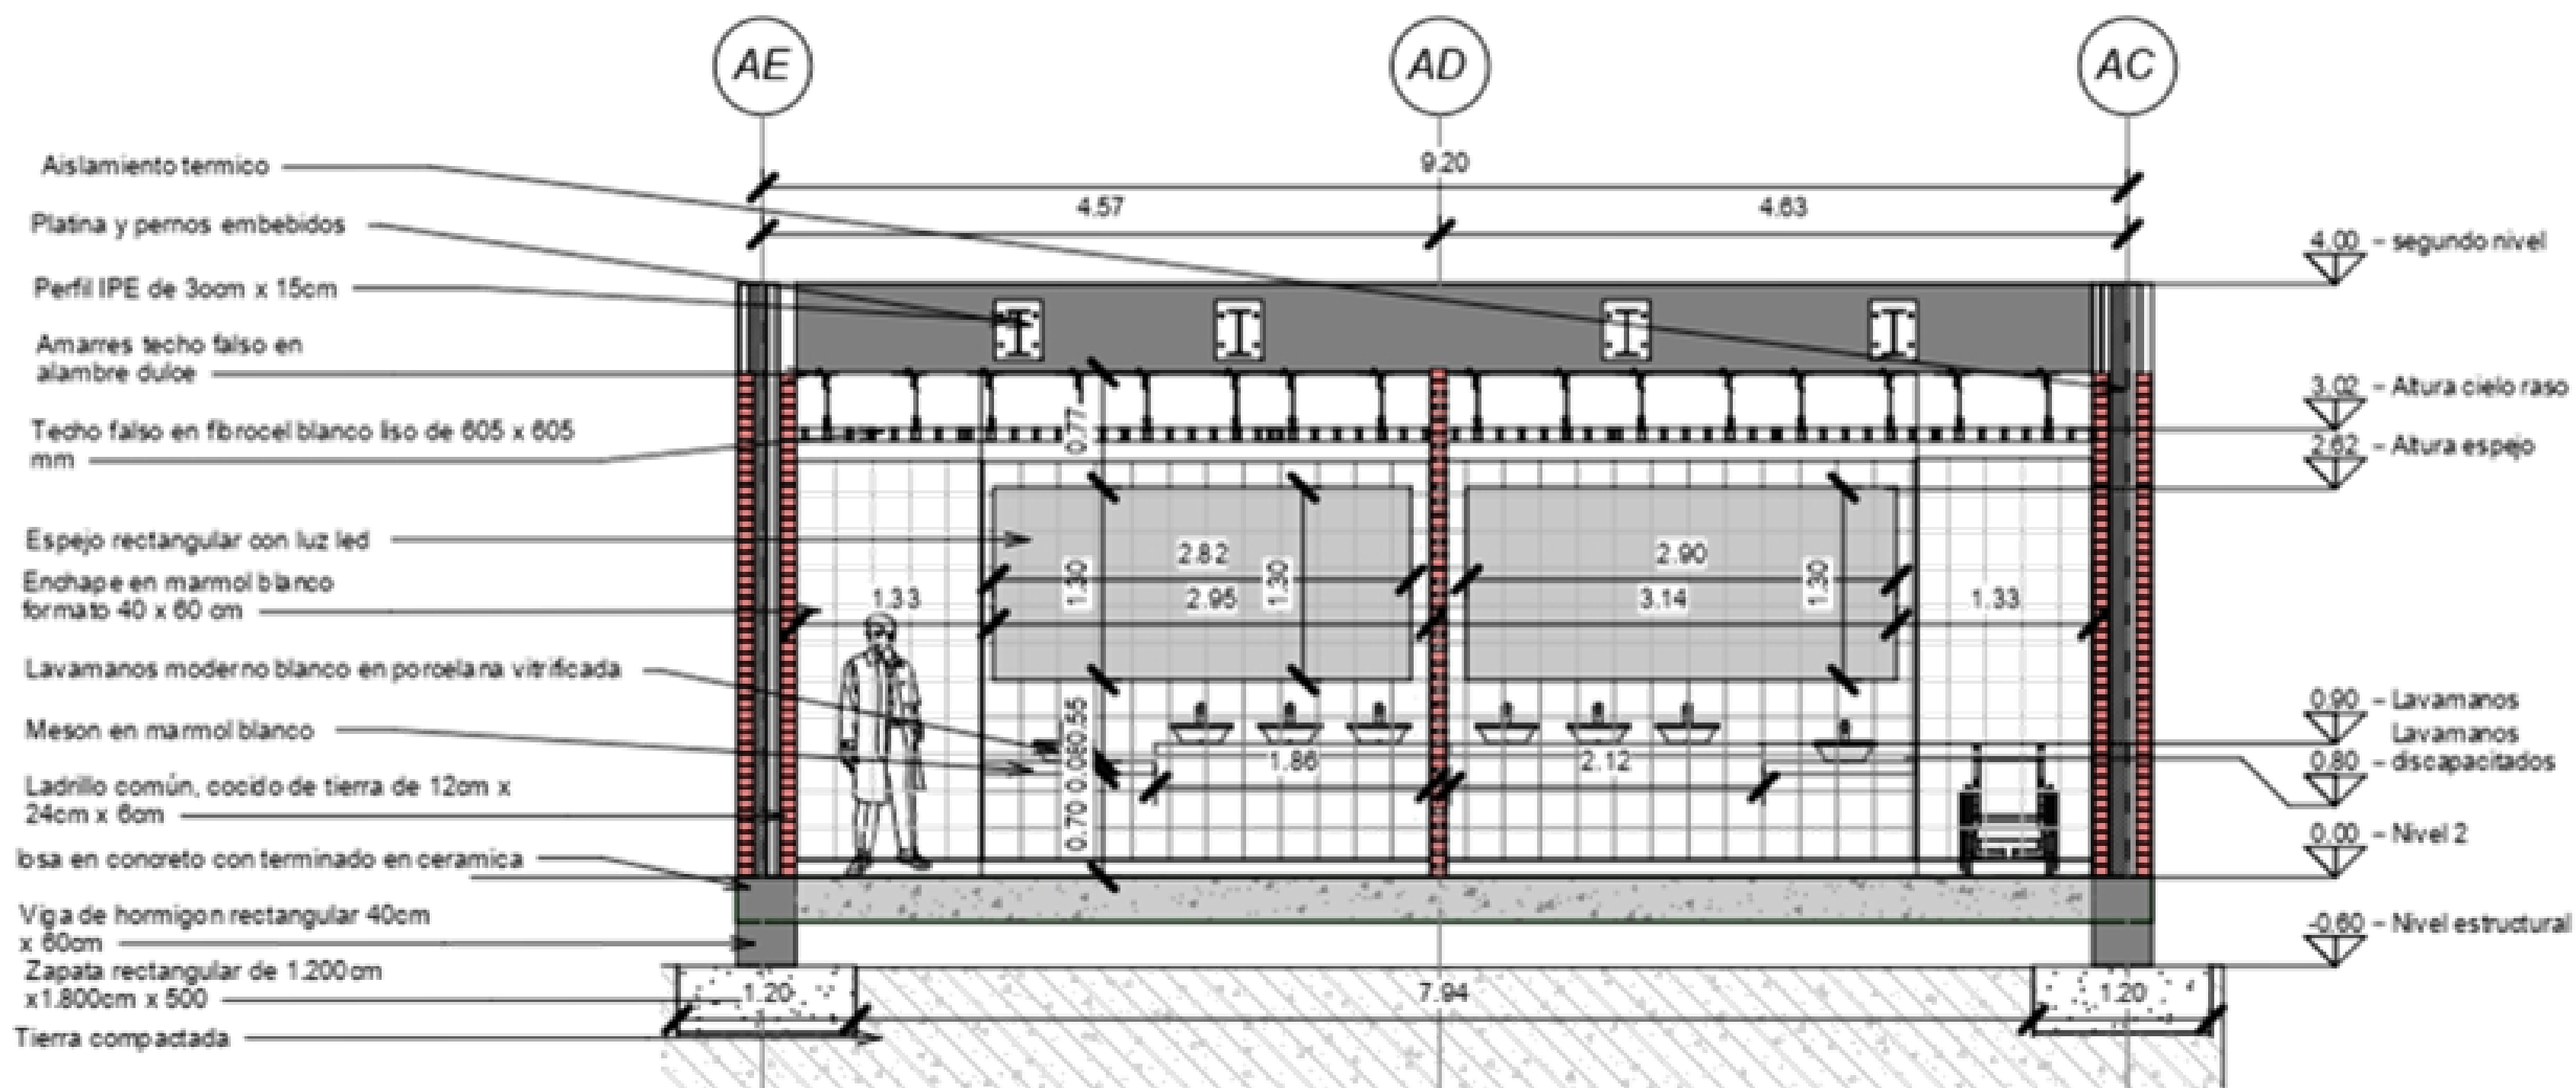 AE
AD
AC
9.20
4.57
4.63
Aislamiento termico
Platina y pernos embebidos
Perfil IPE de 3oom x 15cm
Amarres techo falso en
alambre dulce
Techo falso en fibrocel blanco liso de 605 x 605
mm
Espejo rectangular con luz led
Enchape en marmol blanco
formato 40 x 60 cm
Lavamanos moderno blanco en porcelana vitrificada
Meson en marmol blanco
Ladrillo común, cocido de tierra de 12cm x
24cm x 6cm
losa en concreto con terminado en ceramica
Viga de hormigon rectangular 40cm
x 60cm
Zapata rectangular de 1.200cm
x1.800cm x 500
Tierra compactada
0.77
2.82
2.90
1.30
1.30
1.30
1.33
2.95
3.14
1.33
0.55
0.08
0.70
1.86
2.12
1.20
7.94
1.20
4.00 - segundo nivel
3.02 - Altura cielo raso
2.62 - Altura espejo
0.90 - Lavamanos
Lavamanos
0.80 - discapacitados
0.00 - Nivel 2
-0.60 - Nivel estructural